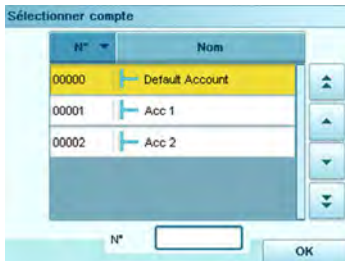 Sélectionner compte
N° Nom
00000 Default Account
00001 Acc 1
00002 Acc 2
N°
OK